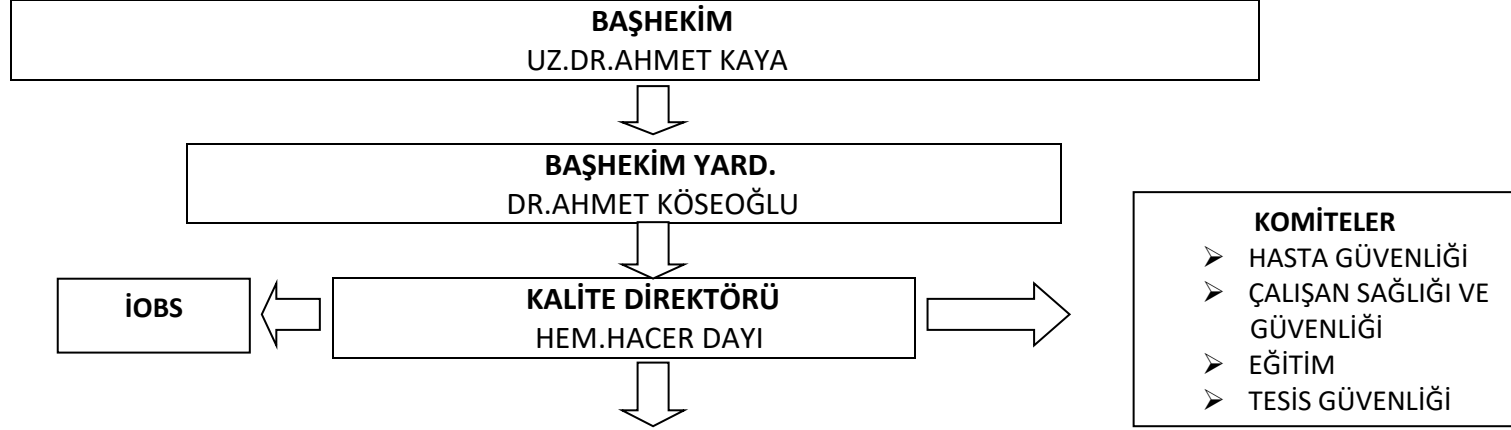 BAŞHEKİM
UZ.DR.AHMET KAYA
BAŞHEKİM YARD.
DR.AHMET KÖSEOĞLU
İOBS
KALİTE DİREKTÖRÜ
HEM.HACER DAYI
KOMİTELER
➢ HASTA GÜVENLİĞİ
➢ ÇALIŞAN SAĞLIĞI VE
GÜVENLİĞİ
➢ EĞİTİM
➢ TESİS GÜVENLİĞİ